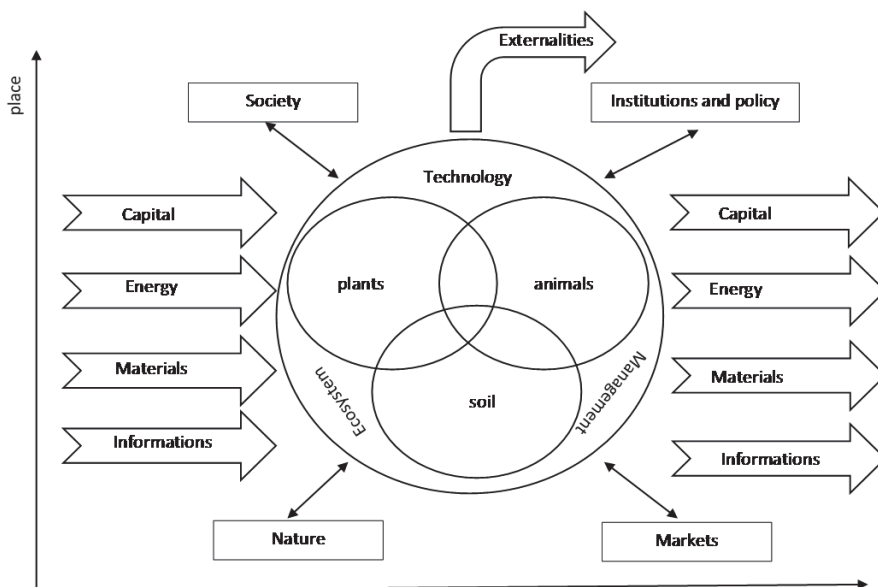 Externalities
place
Society
Institutions and policy
Technology
Capital
Capital
plants
animals
Energy
Energy
Materials
Materials
Ecosystem
Management
soil
Informations
Informations
Nature
Markets